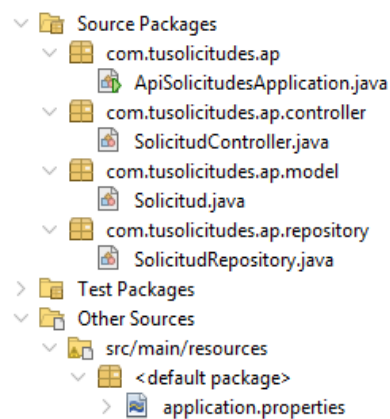 Source Packages
com.tusolicitudes.ap
ApiSolicitudesApplication.java
com.tusolicitudes.ap.controller
SolicitudController.java
com.tusolicitudes.ap.model
Solicitud.java
com.tusolicitudes.ap.repository
SolicitudRepository.java
Test Packages
Other Sources
src/main/resources
<default package>
application.properties